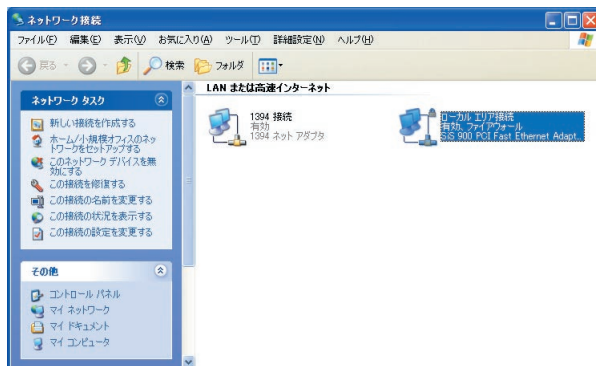 ネットワーク接続
ファイル(F) 編集(E) 表示(V) お気に入り(A) ツール(T) 詳細設定(N) ヘルプ(H)
戻る 検索 フォルダ
ネットワーク タスク
新しい接続を作成する
ホーム/小規模オフィスのネッ
トワークをセットアップする
このネットワーク デバイスを無
効にする
この接続を修復する
この接続の名前を変更する
この接続の状況を表示する
この接続の設定を変更する
その他
コントロール パネル
マイ ネットワーク
マイ ドキュメント
マイ コンピュータ
LAN または高速インターネット
1394 接続
有効
1394 ネット アダプタ
ローカル エリア接続
有効, ファイアウォール
SiS 900 PCI Fast Ethernet Adapt...